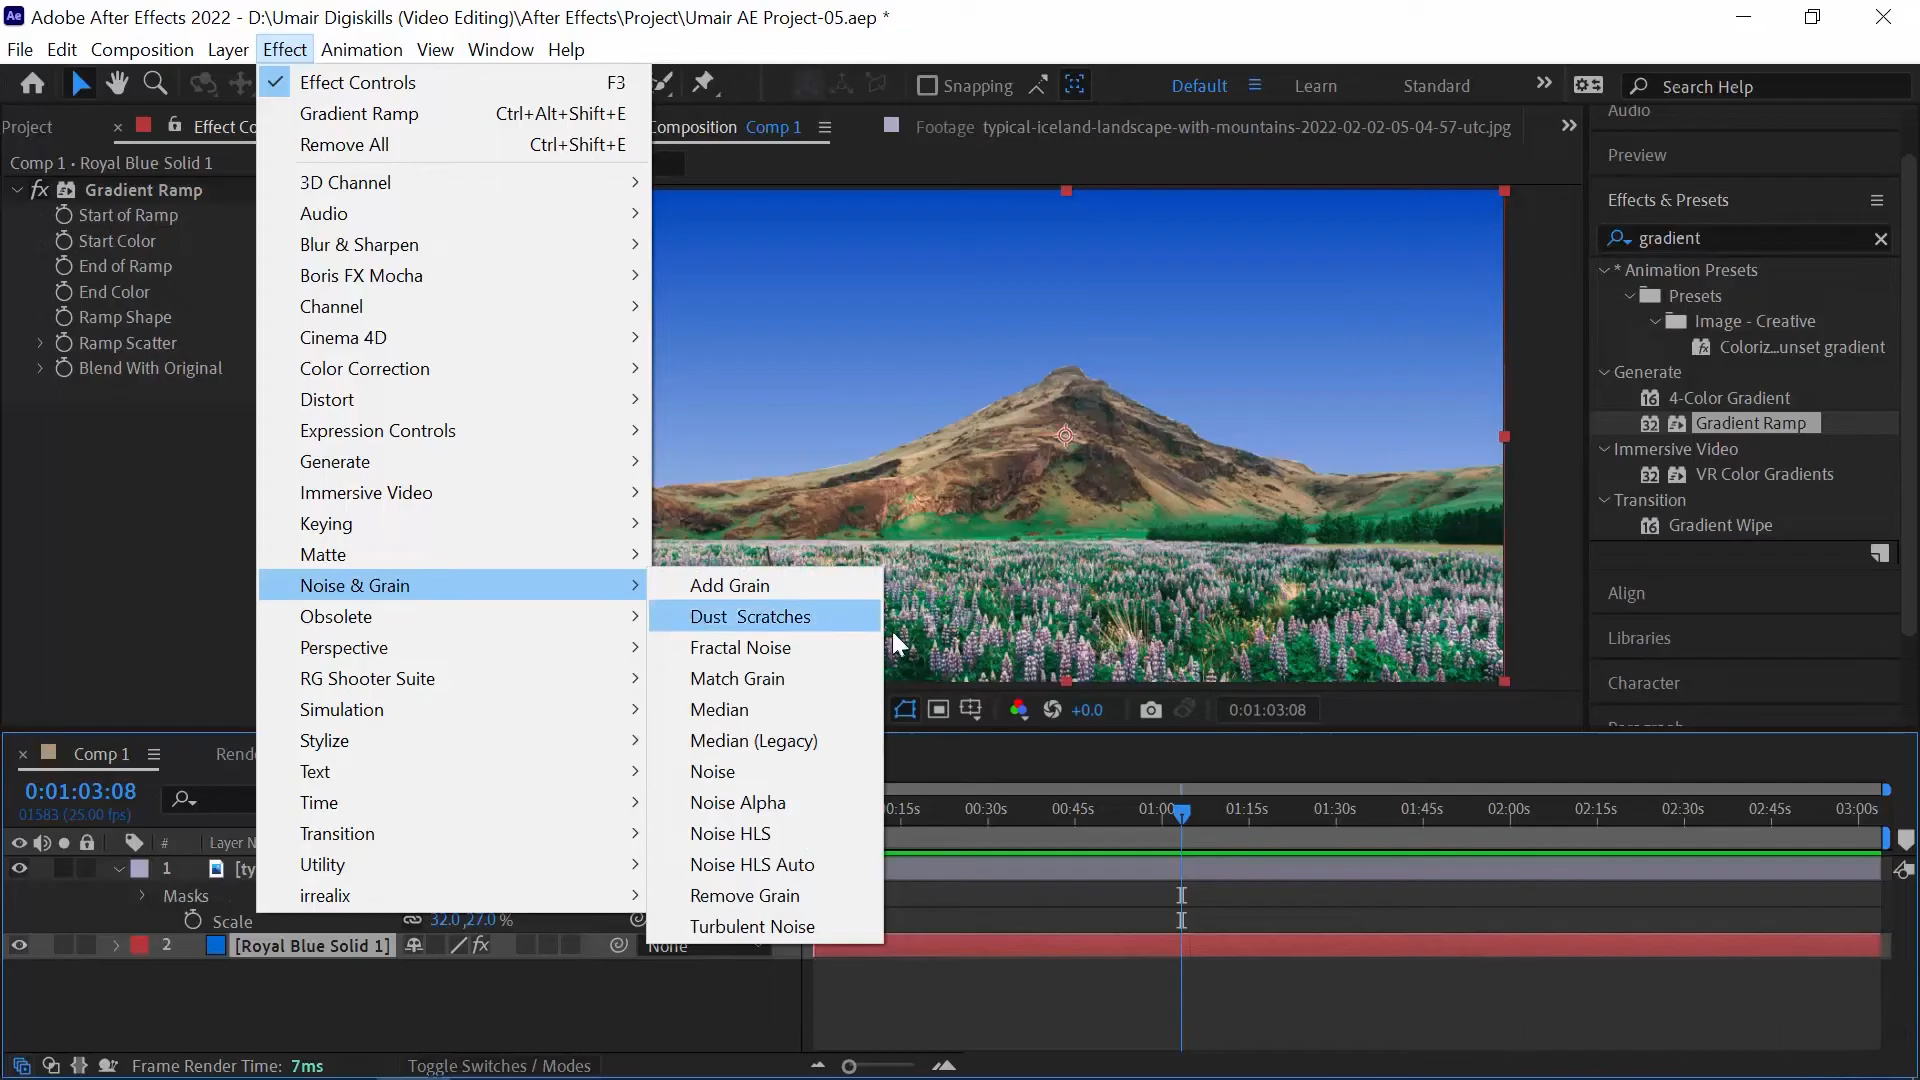 Adobe After Effects 2022 - D:\Umair Digiskills (Video Editing)\After Effects\Project\Umair AE Project-05.aep *
File Edit Composition Layer Effect Animation View Window Help
Snapping Default Learn Standard Search Help
Effect Controls F3
Gradient Ramp Ctrl+Alt+Shift+E
Remove All Ctrl+Shift+E
3D Channel
Audio
Blur & Sharpen
Boris FX Mocha
Channel
Cinema 4D
Color Correction
Distort
Expression Controls
Generate
Immersive Video
Keying
Matte
Noise & Grain
Obsolete
Perspective
RG Shooter Suite
Simulation
Stylize
Text
Time
Transition
Utility
irrealix
Add Grain
Dust  Scratches
Fractal Noise
Match Grain
Median
Median (Legacy)
Noise
Noise Alpha
Noise HLS
Noise HLS Auto
Remove Grain
Turbulent Noise
Project Effect Co
Comp 1 • Royal Blue Solid 1
fx Gradient Ramp
Start of Ramp
Start Color
End of Ramp
End Color
Ramp Shape
Ramp Scatter
Blend With Original
Composition Comp 1
Footage typical-iceland-landscape-with-mountains-2022-02-02-05-04-57-utc.jpg
+0.0 0:01:03:08
Audio
Preview
Effects & Presets
gradient
* Animation Presets
Presets
Image - Creative
Coloriz...unset gradient
Generate
16 4-Color Gradient
32 Gradient Ramp
Immersive Video
32 VR Color Gradients
Transition
16 Gradient Wipe
Align
Libraries
Character
Comp 1 Rend
0:01:03:08
01583 (25.00 fps)
# Layer N
0:15s 00:30s 00:45s 01:00 01:15s 01:30s 01:45s 02:00s 02:15s 02:30s 02:45s 03:00s
1 [ty
Masks
Scale 32.0,27.0 %
2 [Royal Blue Solid 1] fx None
Frame Render Time: 7ms Toggle Switches / Modes